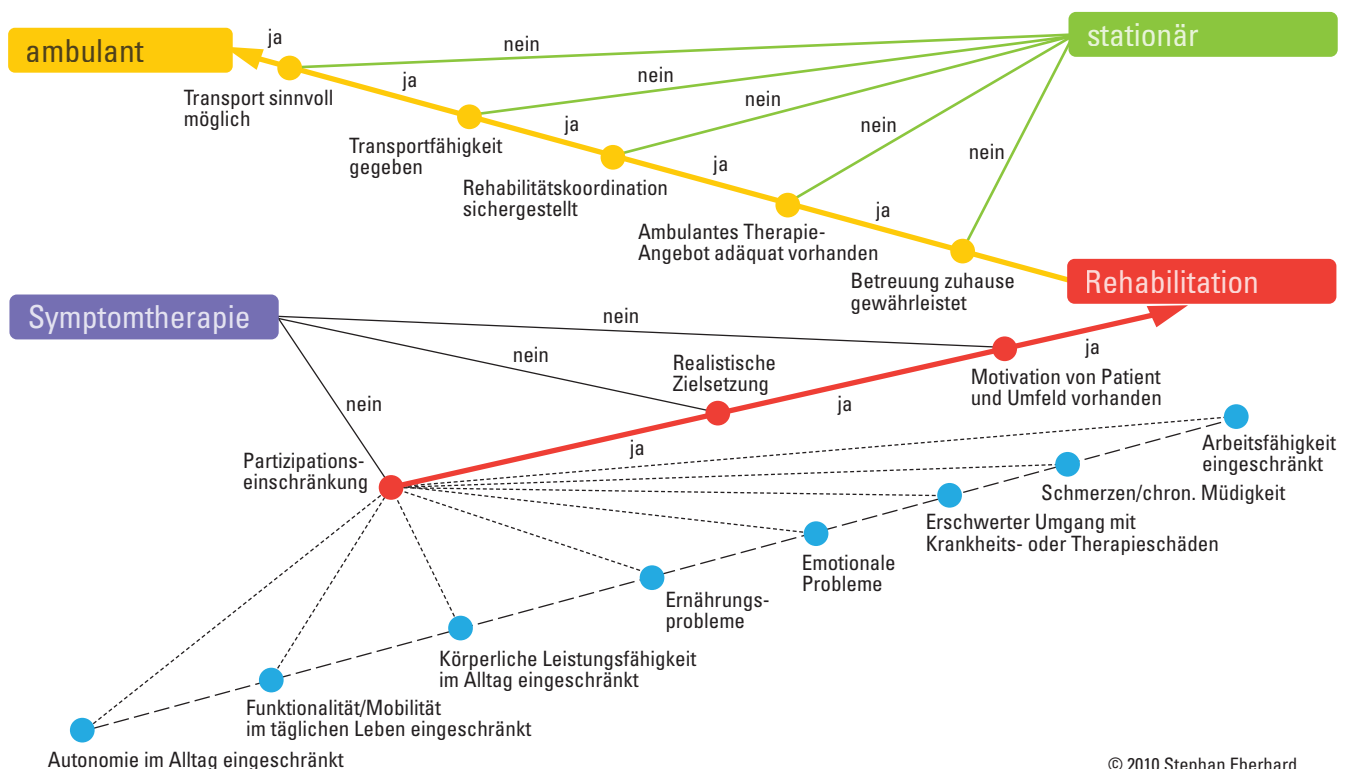 ja
nein
ambulant
stationär
ja
nein
Transport sinnvoll
möglich
nein
ja
nein
Transportfähigkeit
gegeben
ja
nein
Rehabilitätskoordination
sichergestellt
ja
Ambulantes Therapie-
Angebot adäquat vorhanden
Betreuung zuhause
gewährleistet
Rehabilitation
Symptomtherapie
nein
nein
Realistische
Zielsetzung
ja
Motivation von Patient
und Umfeld vorhanden
nein
ja
Partizipations-
einschränkung
ja
Arbeitsfähigkeit
eingeschränkt
Schmerzen/chron. Müdigkeit
Erschwerter Umgang mit
Krankheits- oder Therapieschäden
Emotionale
Probleme
Ernährungs-
probleme
Körperliche Leistungsfähigkeit
im Alltag eingeschränkt
Funktionalität/Mobilität
im täglichen Leben eingeschränkt
Autonomie im Alltag eingeschränkt
© 2010 Stephan Eberhard